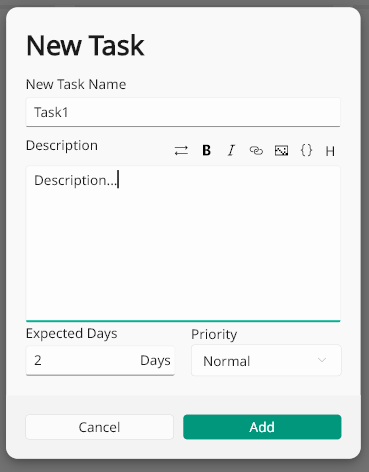 New Task
New Task Name
Task1
Description
B I {} H
Description...
Expected Days
Priority
2 Days
Normal
Cancel
Add